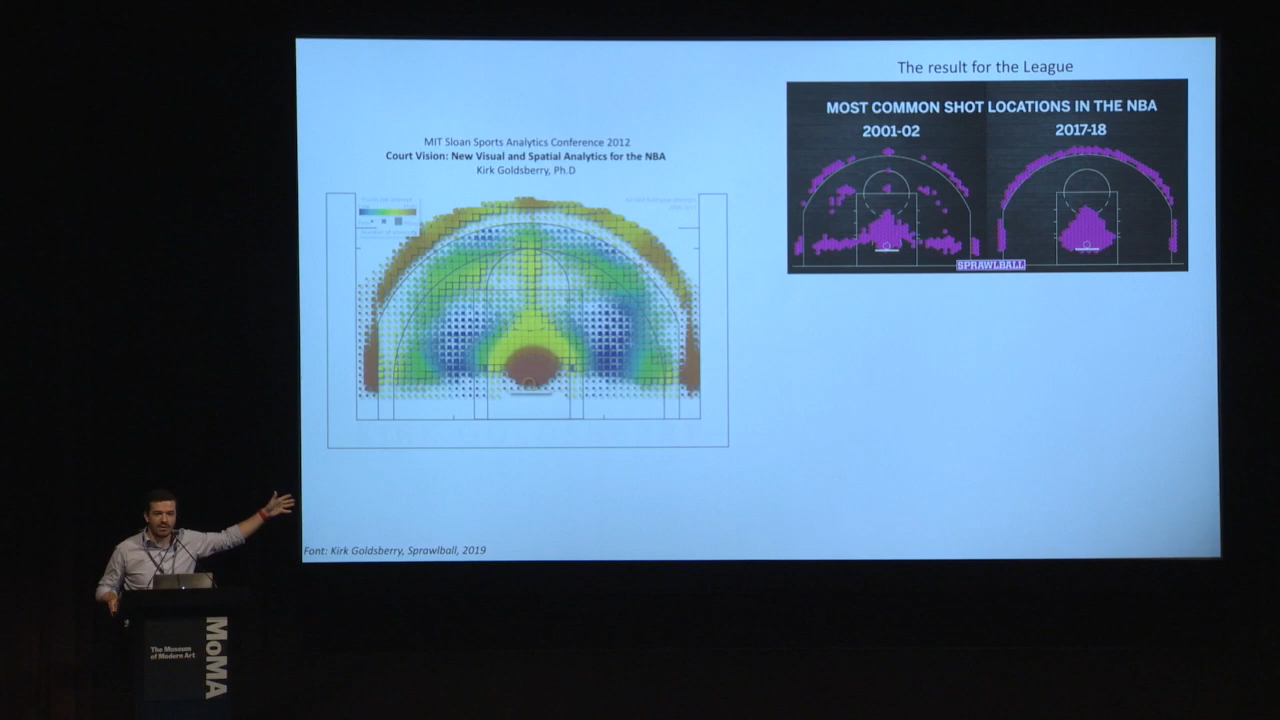 The result for the League
MOST COMMON SHOT LOCATIONS IN THE NBA
2001-02
2017-18
SPRAWLBALL
MIT Sloan Sports Analytics Conference 2012
Court Vision: New Visual and Spatial Analytics for the NBA
Kirk Goldsberry, Ph.D
Font: Kirk Goldsberry, Sprawlball, 2019
The Museum
of Modern Art
MoMA